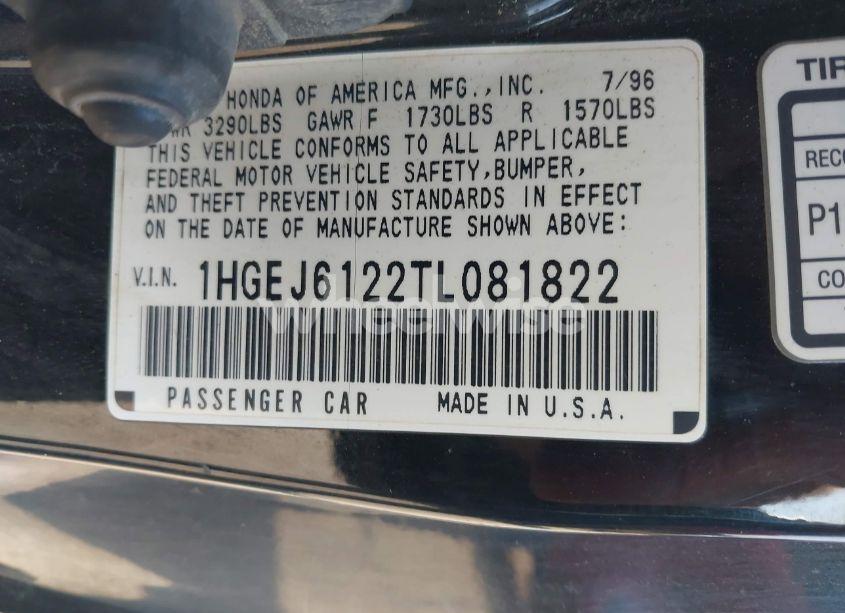 HONDA OF AMERICA MFG.,INC. 7/96
3290LBS GAWR F 1730LBS R 1570LBS
THIS VEHICLE CONFORMS TO ALL APPLICABLE
FEDERAL MOTOR VEHICLE SAFETY,BUMPER,
AND THEFT PREVENTION STANDARDS IN EFFECT
ON THE DATE OF MANUFACTURE SHOWN ABOVE:
V.I.N. 1HGEJ6122TL081822
wheelwise
PASSENGER CAR MADE IN U.S.A.
TIR
RECO
P1
CO